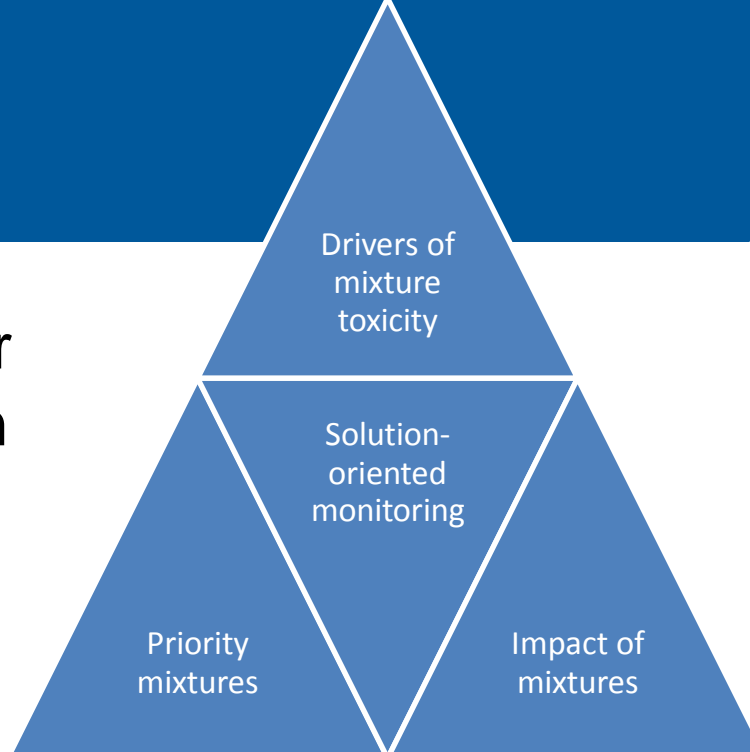 Drivers of
mixture
toxicity
Solution-
oriented
monitoring
Priority
mixtures
Impact of
mixtures